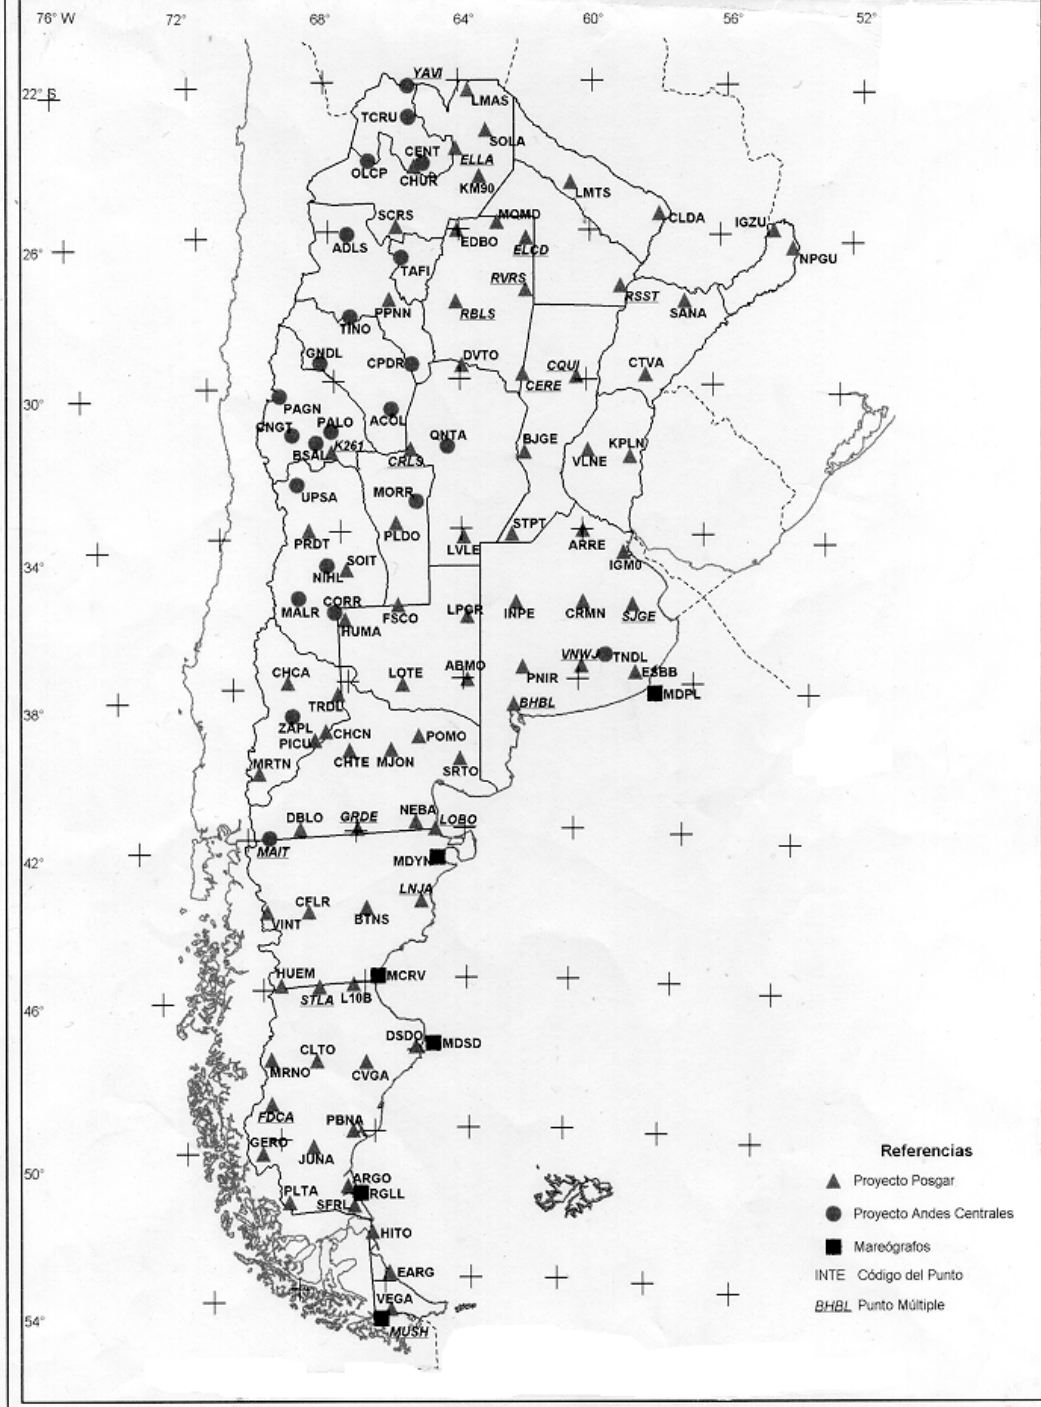 76° W 72° 68° 64° 60° 56° 52°
YAVI
22° S
LMAS
TCRU
SOLA
CENT
ELLA
OLCP
CHUR
KM90
LMTS
SCRS
MQMD
CLDA
IGZU
ADLS
EDBO
ELCD
26°
NPGU
TAFI
RVRS
RSST
PPNN
RBLS
SANA
TINO
GNDL
CPDR
DVTO
CQUI
CTVA
CERE
30°
PAGN
ACOL
CNGT
PALO
QNTA
BJGE
KPLN
K261
BSAL
CRLS
VLNE
UPSA
MORR
STPT
PRDT
PLDO
LVLE
ARRE
34°
SOIT
IGM0
NIHL
CORR
MALR
HUMA
FSCO
LPGR
INPE
CRMN
SJGE
VNWJ
TNDL
ABMO
CHCA
LOTE
PNIR
ESBB
TRDL
MDPL
BHBL
38°
ZAPL
CHCN
POMO
PICU
CHTE
MJON
MRTN
SRTO
DBLO
GRDE
NEBA
LOBO
MAIT
42°
MDYN
LNJA
CFLR
VINT
BTNS
HUEM
MCRV
STLA
L10B
46°
DSDO
MDSD
CLTO
MRNO
CVGA
FDCA
PBNA
GERO
JUNA
Referencias
50°
ARGO
Proyecto Posgar
PLTA
RGLL
SFRL
Proyecto Andes Centrales
HITO
Mareógrafos
EARG
INTE Código del Punto
VEGA
BHBL Punto Múltiple
54°
MUSH